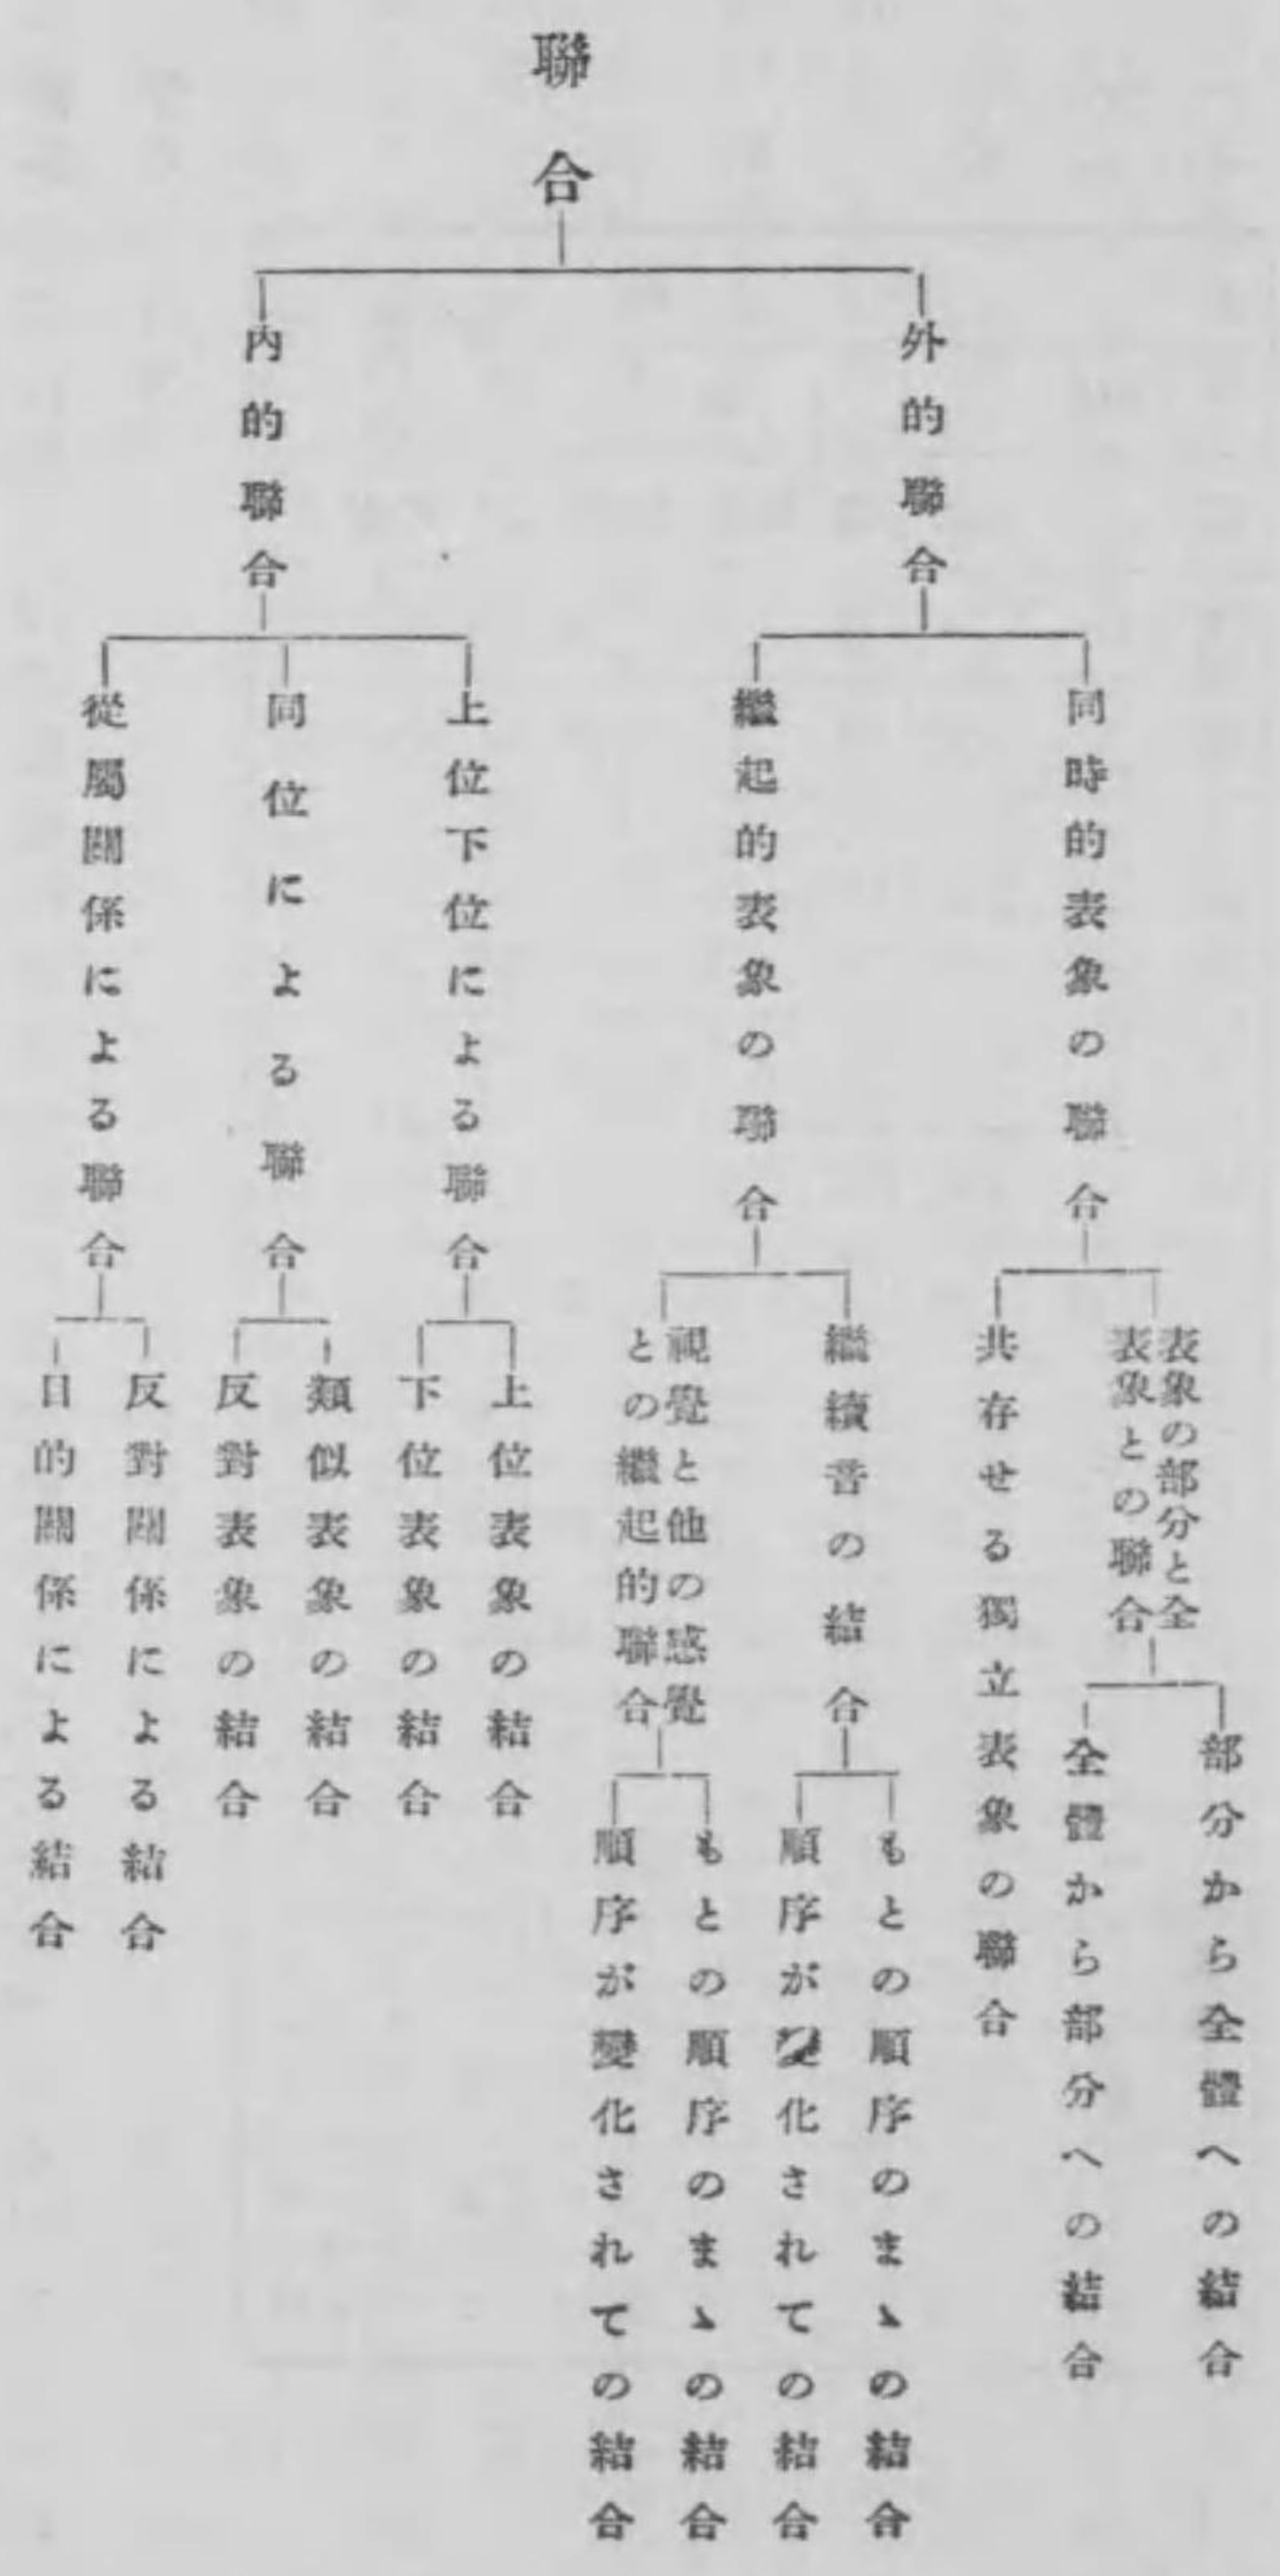 聯合
外的聯合
內的聯合
同時的表象の聯合
繼起的表象の聯合
上位下位による聯合
同位による聯合
從屬關係による聯合
表象の部分と全
表象との聯合
共存せる獨立表象の聯合
繼續音の結合
視覺と他の感覺
との繼起的聯合
上位表象の結合
下位表象の結合
類似表象の結合
反對表象の結合
反對關係による結合
目的關係による結合
部分から全體への結合
全體から部分への結合
もとの順序のまゝの結合
順序が變化されての結合
もとの順序のまゝの結合
順序が變化されての結合